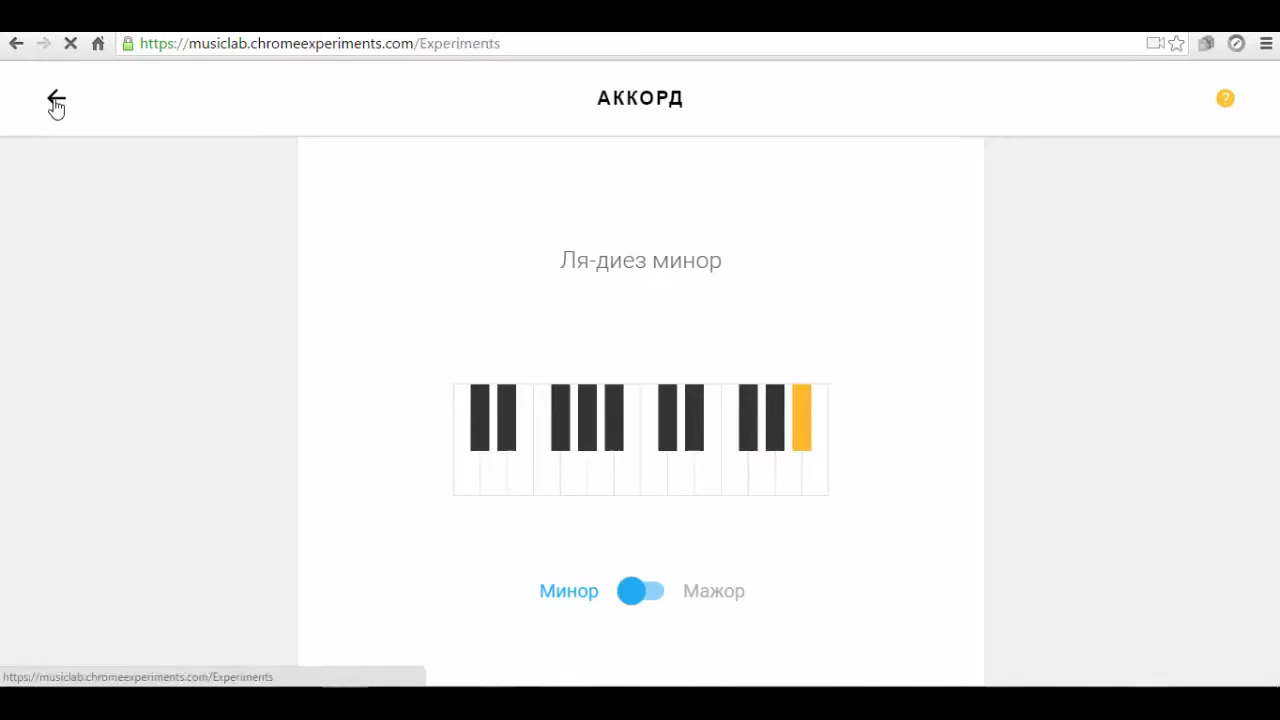 https://musiclab.chromeexperiments.com/Experiments
АККОРД
?
Ля-диез минор
Минор
Мажор
https://musiclab.chromeexperiments.com/Experiments